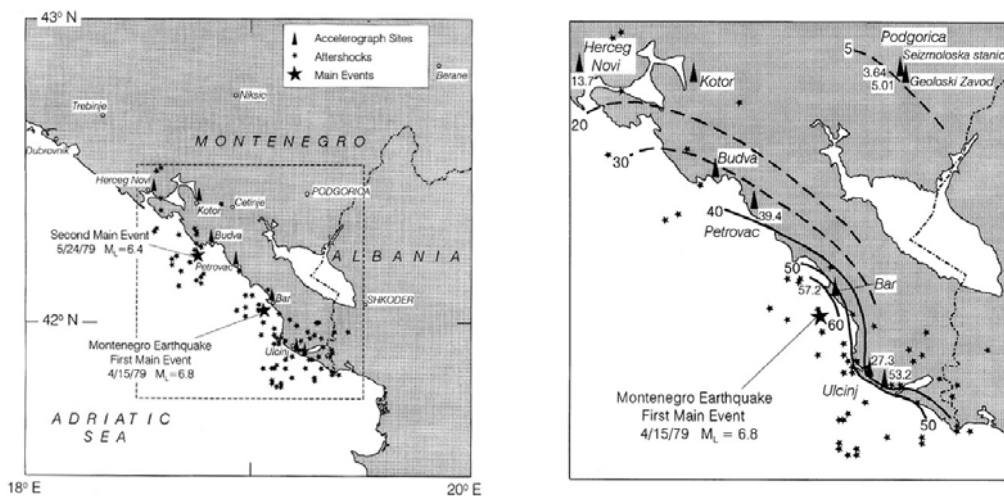 43° N
Accelerograph Sites
Aftershocks
Main Events
Berane
Niksic
Trebinje
MONTENEGRO
Dubrovnik
Herceg Novi
Kotor
Cetinje
PODGORICA
Second Main Event
5/24/79 M_L=6.4
Budva
ALBANIA
Petrovac
Bar
SHKODER
42° N
Montenegro Earthquake
First Main Event
4/15/79 M_L=6.8
Ulcinj
ADRIATIC
SEA
18° E
20° E
Herceg
Novi
13.7
Kotor
5
Podgorica
Seizmoloska stanic
3.64
5.01
Geoloski Zavod
20
30
Budva
40
39.4
Petrovac
50
57.2
Bar
60
27.3
53.2
Ulcinj
Montenegro Earthquake
First Main Event
4/15/79 M_L = 6.8
50